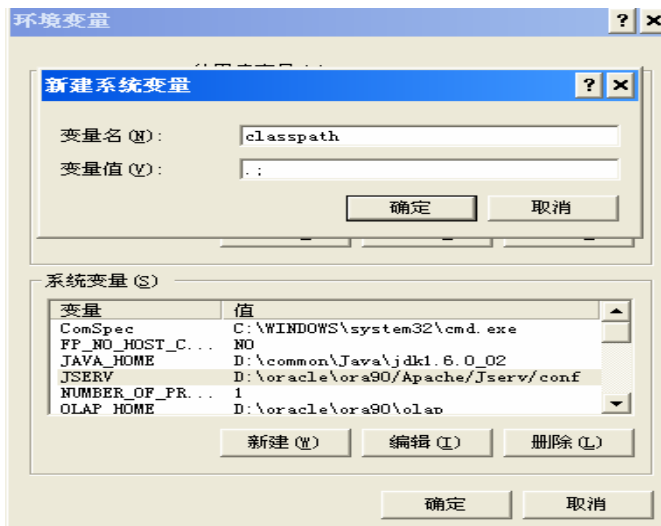 环境变量
新建系统变量
变量名(N):
classpath
变量值(V):
.;
确定 取消
系统变量(S)
变量 值
ComSpec C:\WINDOWS\system32\cmd.exe
FP_NO_HOST_C... NO
JAVA_HOME D:\common\Java\jdk1.6.0_02
JSERV D:\oracle\ora90/Apache/Jserv/conf
NUMBER_OF_PR... 1
OLAP_HOME D:\oracle\ora90\olap
新建(W) 编辑(I) 删除(L)
确定 取消